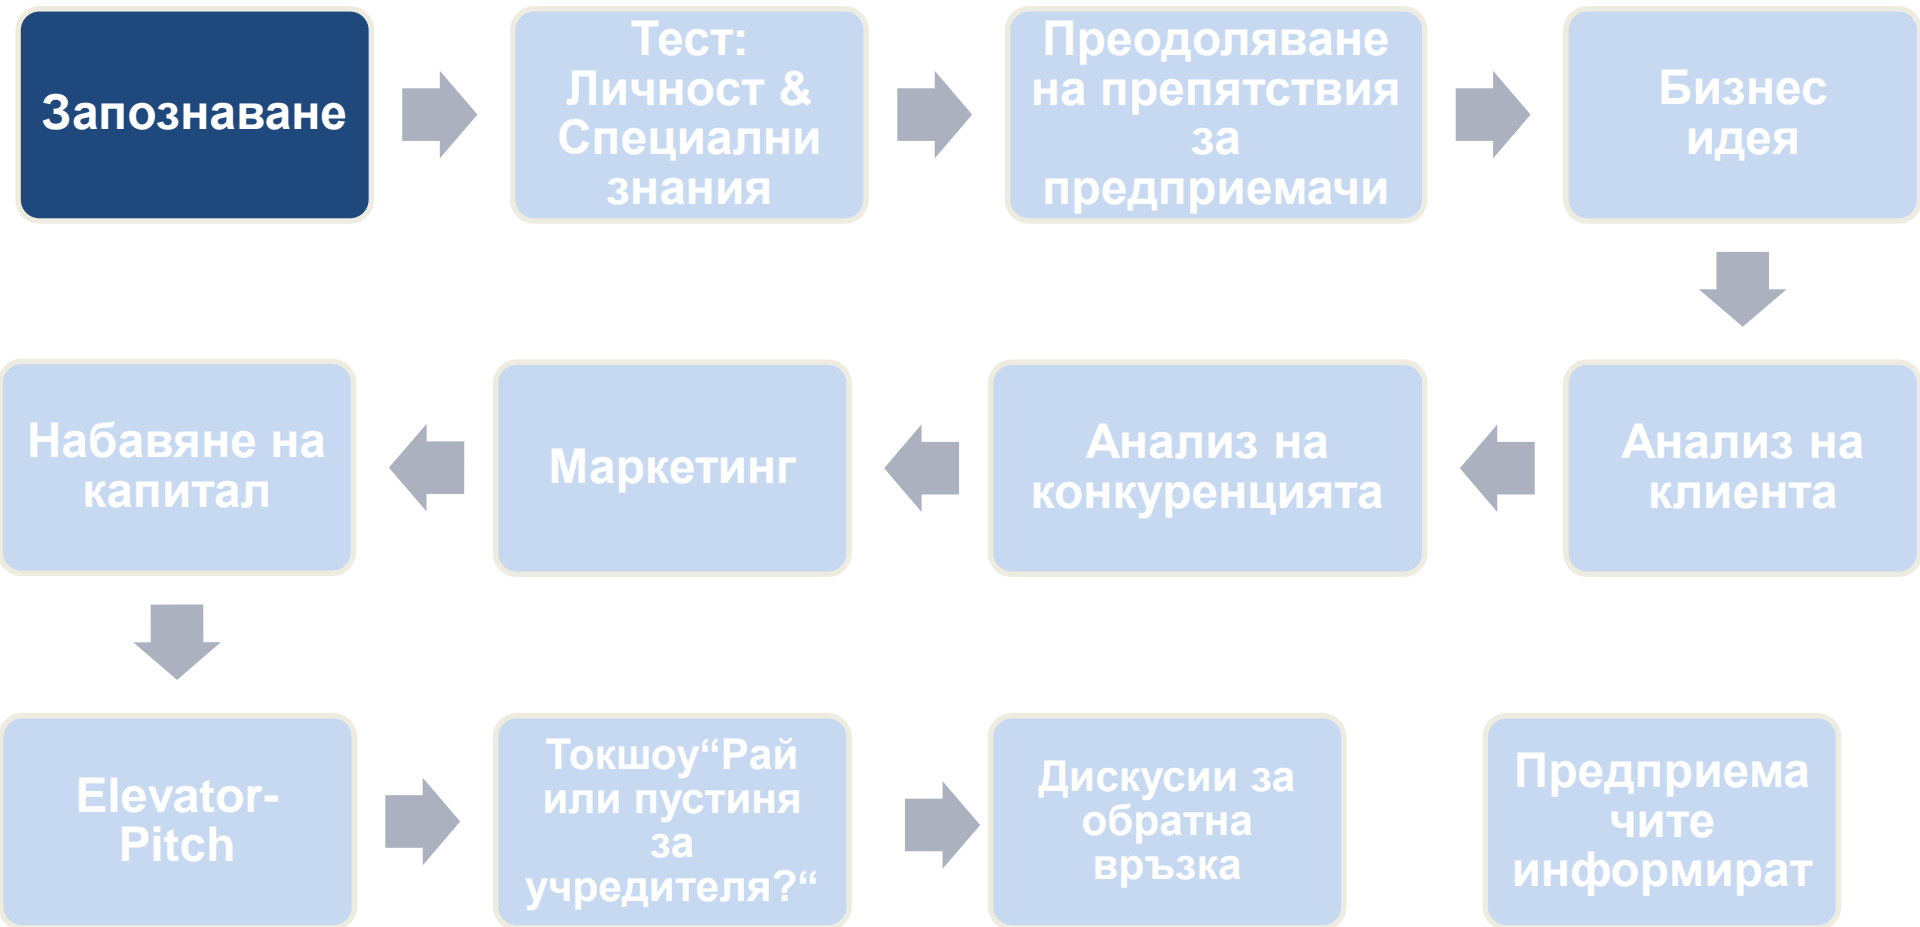 Запознаване
Тест:
Личност &
Специални
знания
Преодоляване
на препятствия
за
предприемачи
Бизнес
идея
Набавяне на
капитал
Маркетинг
Анализ на
конкуренцията
Анализ на
клиента
Elevator-
Pitch
Токшоу“Рай
или пустиня
за
учредителя?“
Дискусии за
обратна
връзка
Предприема
чите
информират